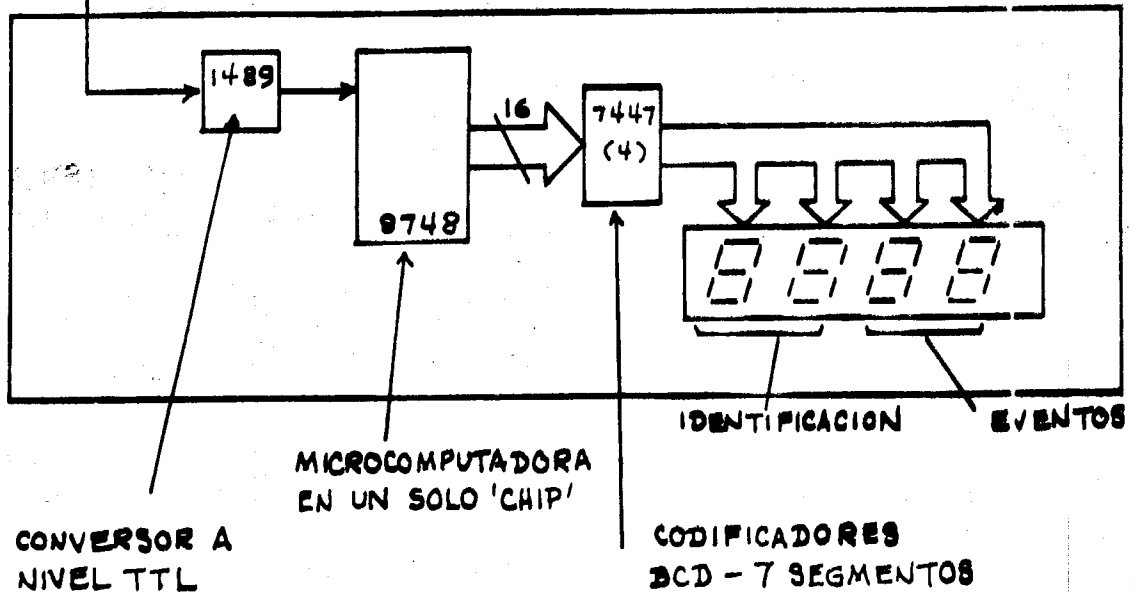 1489
16
7447
(4)
8748
IDENTIFICACION
EVENTOS
MICROCOMPUTADORA
EN UN SOLO 'CHIP'
CONVERSOR A
NIVEL TTL
CODIFICADORES
BCD - 7 SEGMENTOS